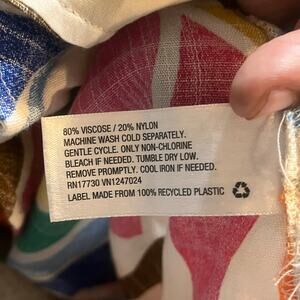 80% VISCOSE / 20% NYLON
MACHINE WASH COLD SEPARATELY.
GENTLE CYCLE. ONLY NON-CHLORINE
BLEACH IF NEEDED. TUMBLE DRY LOW.
REMOVE PROMPTLY. COOL IRON IF NEEDED.
RN17730 VN1247024
LABEL MADE FROM 100% RECYCLED PLASTIC